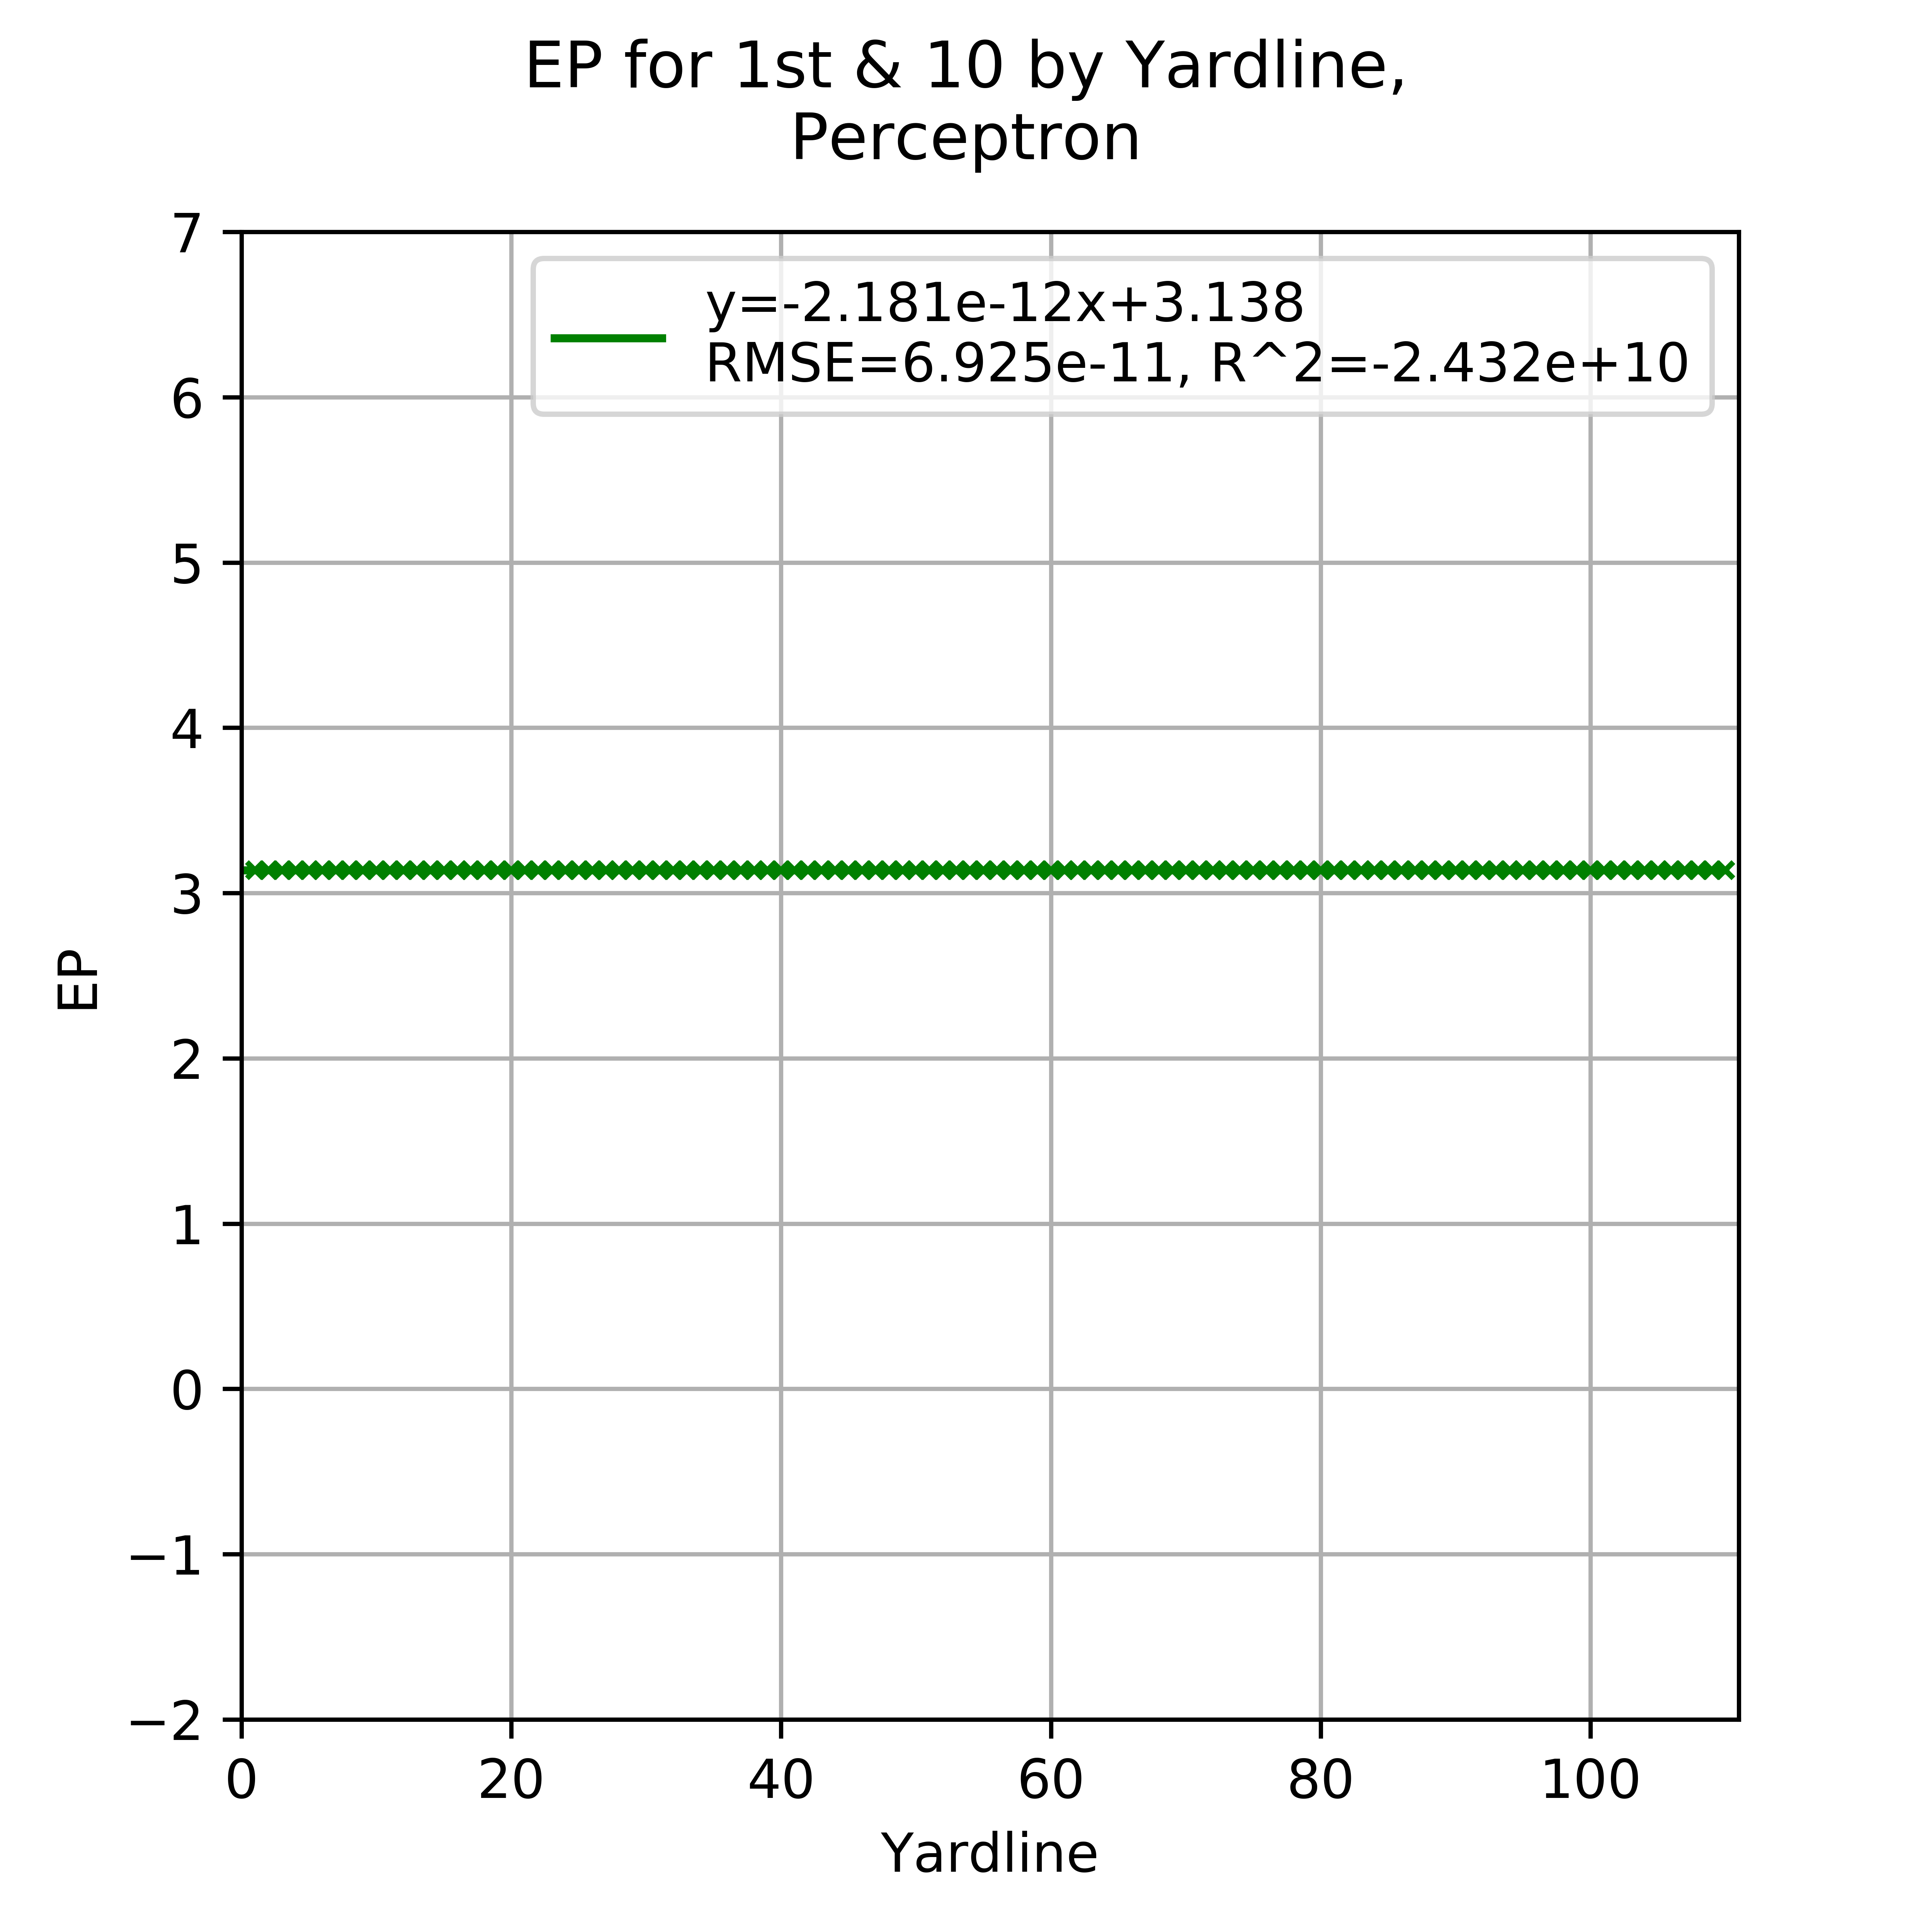 EP for 1st & 10 by Yardline,
Perceptron
y=-2.181e-12x+3.138
RMSE=6.925e-11, R^2=-2.432e+10
7
6
5
4
3
2
1
0
−1
−2
EP
0 20 40 60 80 100
Yardline